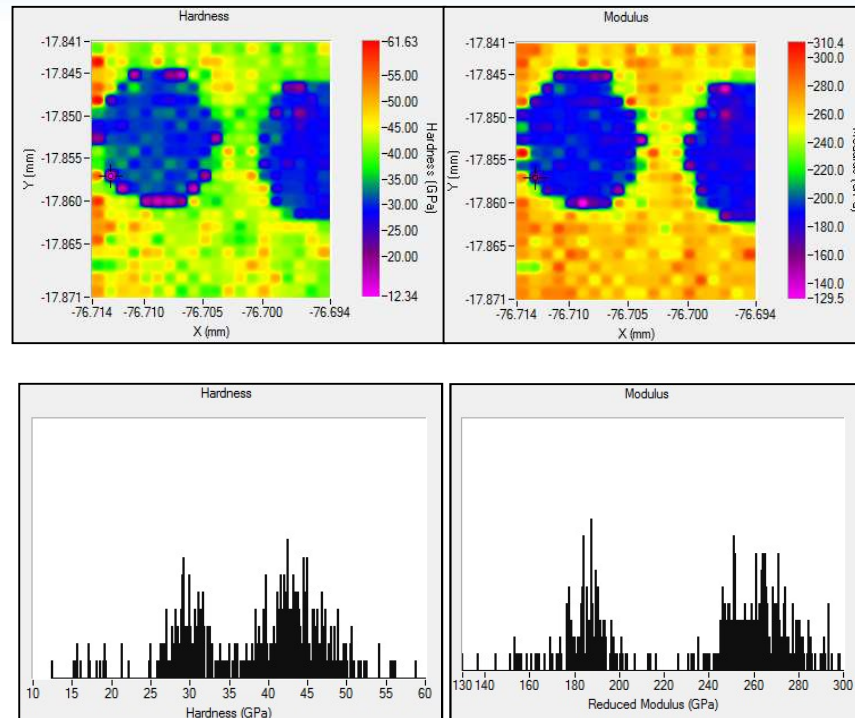 Hardness
-17.841
-17.845
-17.850
-17.855
-17.860
-17.865
-17.871
Y (mm)
-76.714 -76.710 -76.705 -76.700 -76.694
X (mm)
61.63
55.00
50.00
45.00
40.00
35.00
30.00
25.00
20.00
12.34
Hardness (GPa)
Modulus
-17.841
-17.845
-17.850
-17.855
-17.860
-17.865
-17.871
Y (mm)
-76.714 -76.710 -76.705 -76.700 -76.694
X (mm)
310.4
300.0
280.0
260.0
240.0
220.0
200.0
180.0
160.0
140.0
129.5
Hardness
10 15 20 25 30 35 40 45 50 55 60
Hardness (GPa)
Modulus
130 140 160 180 200 220 240 260 280 300
Reduced Modulus (GPa)